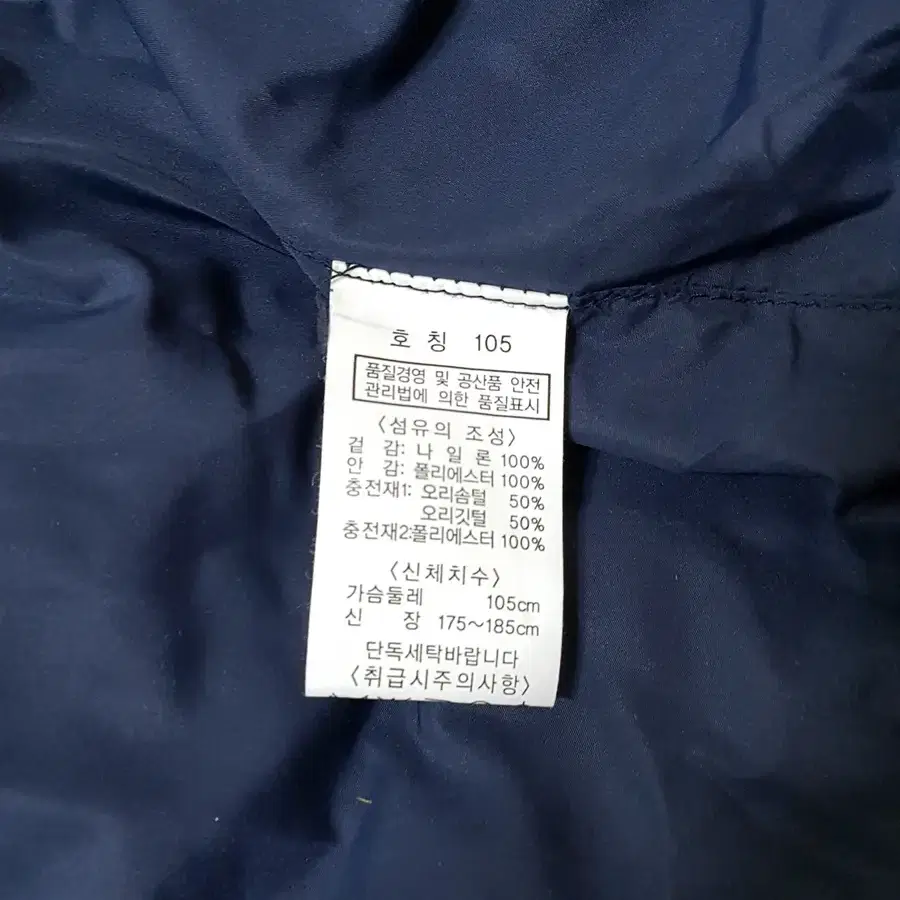 호 칭 105
품질경영 및 공산품 안전
관리법에 의한 품질표시
〈섬유의 조성〉
겉 감: 나 일 론 100%
안 감: 폴리에스터 100%
충전재1: 오리솜털 50%
오리깃털 50%
충전재2:폴리에스터 100%
〈신체치수〉
가슴둘레 105cm
신 장 175～185cm
단독세탁바랍니다
〈취급시주의사항〉